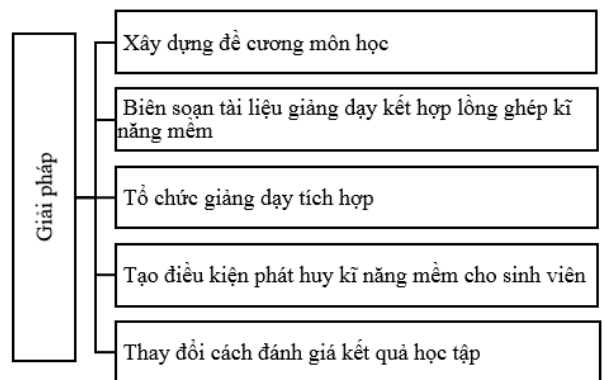 Giải pháp
Xây dựng đề cương môn học
Biên soạn tài liệu giảng dạy kết hợp lồng ghép kĩ
năng mềm
Tổ chức giảng dạy tích hợp
Tạo điều kiện phát huy kĩ năng mềm cho sinh viên
Thay đổi cách đánh giá kết quả học tập